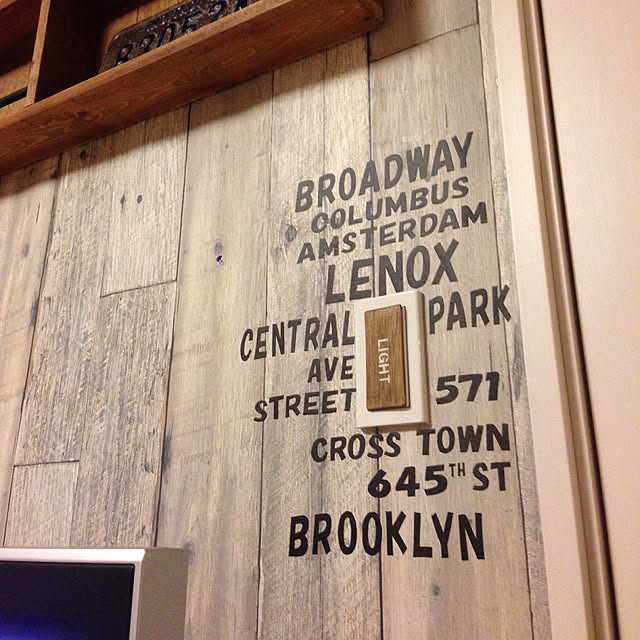 BROADWAY
COLUMBUS
AMSTERDAM
LENOX
CENTRAL PARK
AVE
LIGHT
STREET 571
CROSS TOWN
645TH ST
BROOKLYN